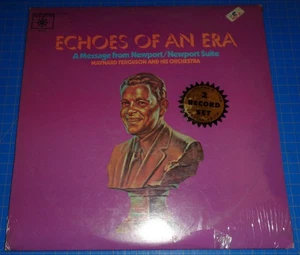 ECHOES OF AN ERA
A Message from Newport/Newport Suite
MAYNARD FERGUSON AND HIS ORCHESTRA
2
RECORD
SET